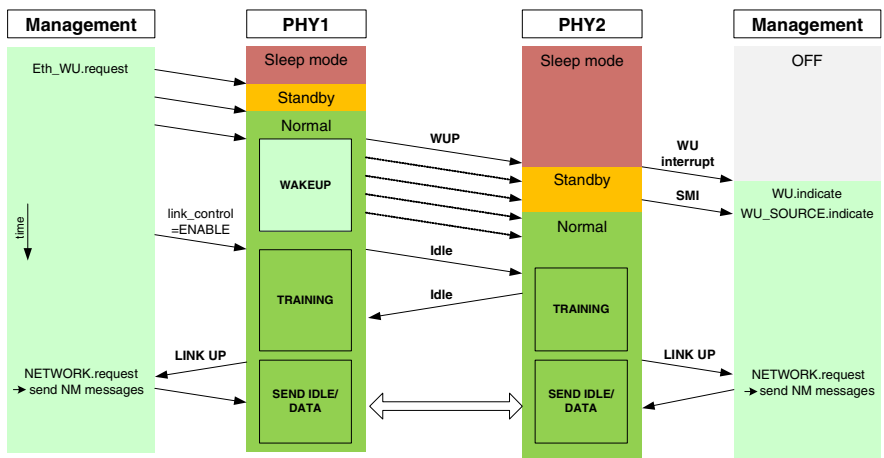 Management
PHY1
PHY2
Management
Eth_WU.request
Sleep mode
Sleep mode
OFF
Standby
Normal
WUP
WU
interrupt
WAKEUP
Standby
SMI
WU.indicate
WU_SOURCE.indicate
time
link_control
=ENABLE
Normal
Idle
Idle
TRAINING
TRAINING
LINK UP
LINK UP
NETWORK.request
send NM messages
SEND IDLE/
DATA
SEND IDLE/
DATA
NETWORK.request
send NM messages